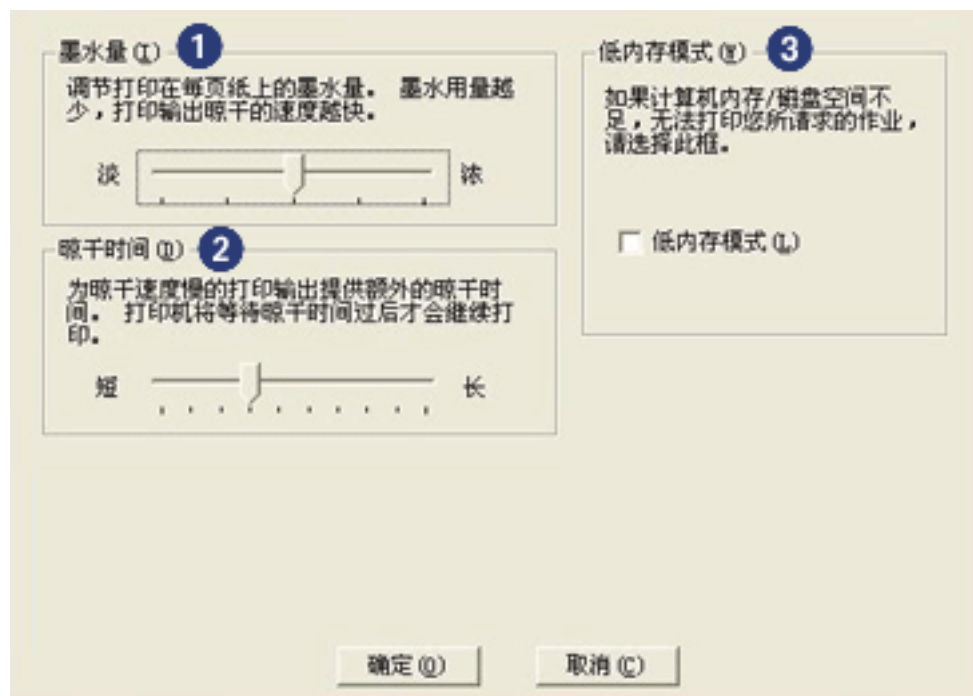 墨水量(I) 1
调节打印在每页纸上的墨水量。 墨水用量越
少，打印输出晾干的速度越快。
淡 浓
晾干时间(D) 2
为晾干速度慢的打印输出提供额外的晾干时
间。 打印机将等待晾干时间过后才会继续打
印。
短 长
低内存模式(W) 3
如果计算机内存/磁盘空间不
足，无法打印您所请求的作业，
请选择此框。
低内存模式(L)
确定(O) 取消(C)